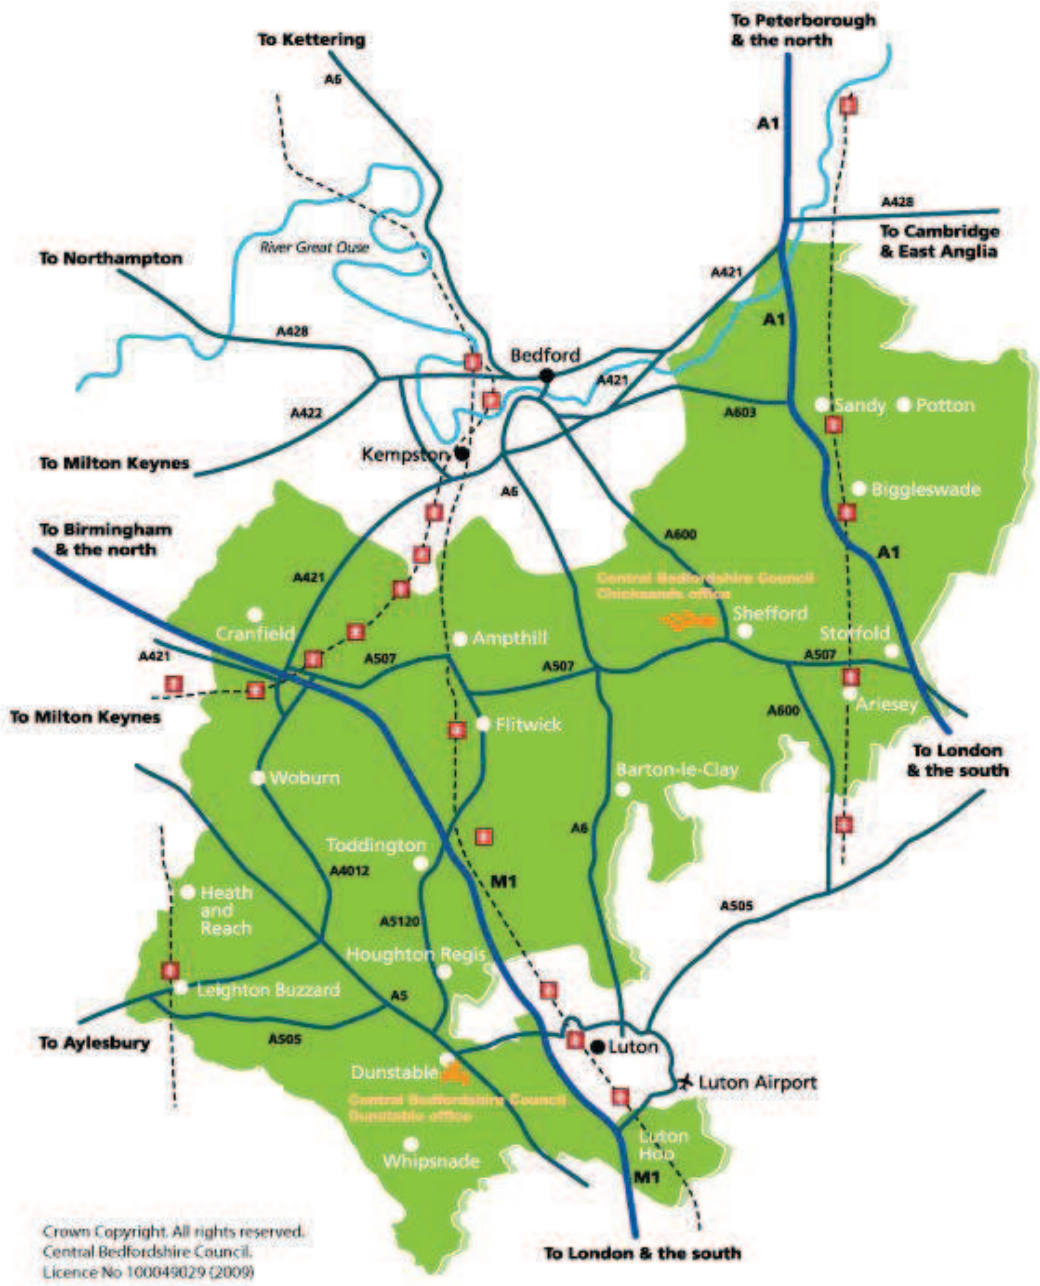 To Peterborough
& the north
To Kettering
A6
A1
A428
To Cambridge
& East Anglia
River Great Ouse
To Northampton
A421
A1
A428
Bedford
A421
A422
A603
Sandy
Potton
Kempston
To Milton Keynes
A6
Biggleswade
To Birmingham
& the north
A600
A1
A421
Central Bedfordshire Council
Chicksands office
Shefford
Cranfield
Ampthill
Stotfold
A421
A507
A507
A507
To Milton Keynes
A600
Arlesey
Flitwick
To London
& the south
Woburn
Barton-le-Clay
A6
Toddington
A4012
M1
Heath
and
Reach
A5120
A505
Houghton Regis
Leighton Buzzard
A5
To Aylesbury
A505
Luton
Dunstable
Luton Airport
Central Bedfordshire Council
Dunstable office
Luton
Hoo
Whipsnade
M1
Crown Copyright. All rights reserved.
Central Bedfordshire Council.
Licence No 100049029 (2009)
To London & the south